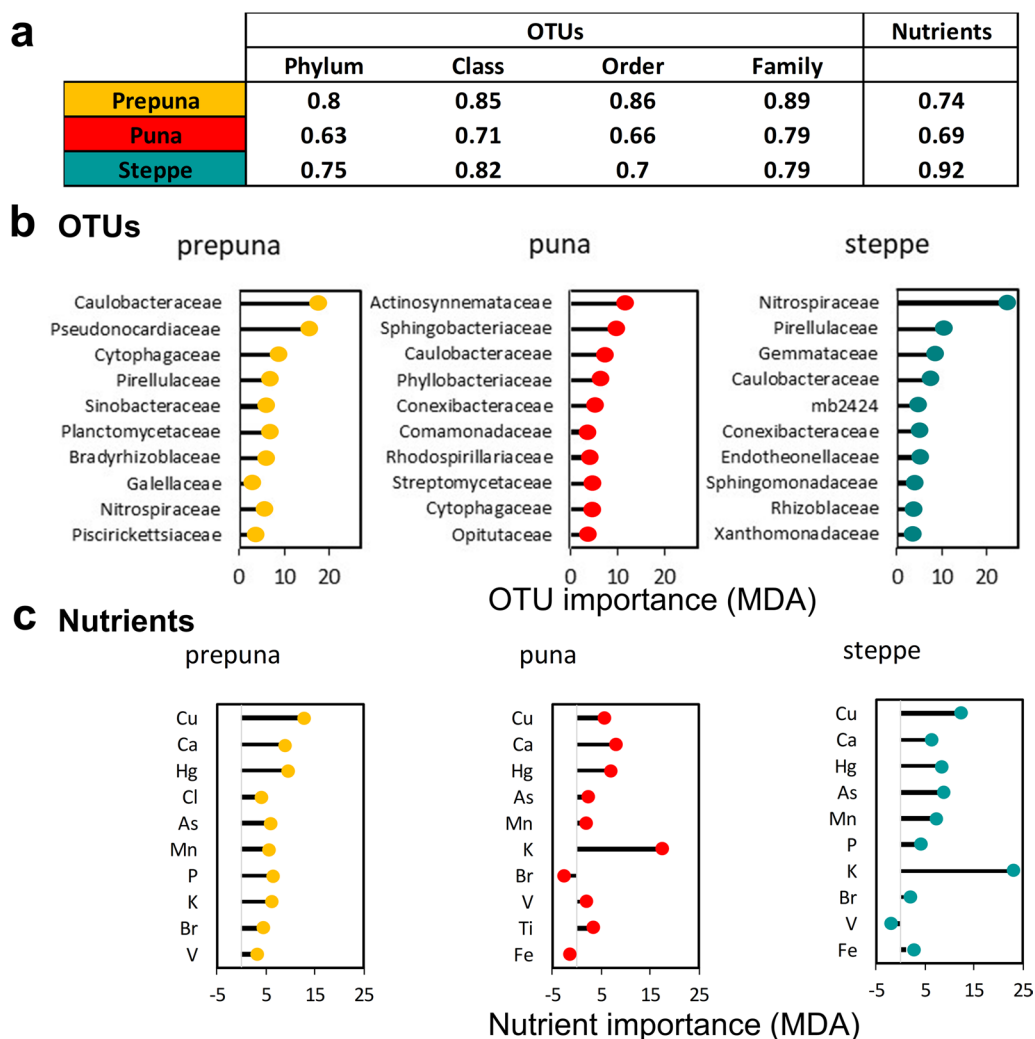 a
OTUs Nutrients
Phylum Class Order Family
Prepuna 0.8 0.85 0.86 0.89 0.74
Puna 0.63 0.71 0.66 0.79 0.69
Steppe 0.75 0.82 0.7 0.79 0.92
b OTUs
prepuna puna steppe
Caulobacteraceae Actinosynnemataceae Nitrospiraceae
Pseudonocardiaceae Sphingobacteriaceae Pirellulaceae
Cytophagaceae Caulobacteraceae Gemmataceae
Pirellulaceae Phyllobacteriaceae Caulobacteraceae
Sinobacteraceae Conexibacteraceae mb2424
Planctomycetaceae Comamonadaceae Conexibacteraceae
Bradyrhizoblaceae Rhodospirillariaceae Endotheonellaceae
Galellaceae Streptomycetaceae Sphingomonadaceae
Nitrospiraceae Cytophagaceae Rhizoblaceae
Piscirickettsiaceae Opitutaceae Xanthomonadaceae
0 10 20 0 10 20 0 10 20
OTU importance (MDA)
c Nutrients
prepuna puna steppe
Cu Cu Cu
Ca Ca Ca
Hg Hg Hg
Cl As As
As Mn Mn
Mn K P
P Br K
K V Br
Br Ti V
V Fe Fe
-5 5 15 25 -5 5 15 25 -5 5 15 25
Nutrient importance (MDA)